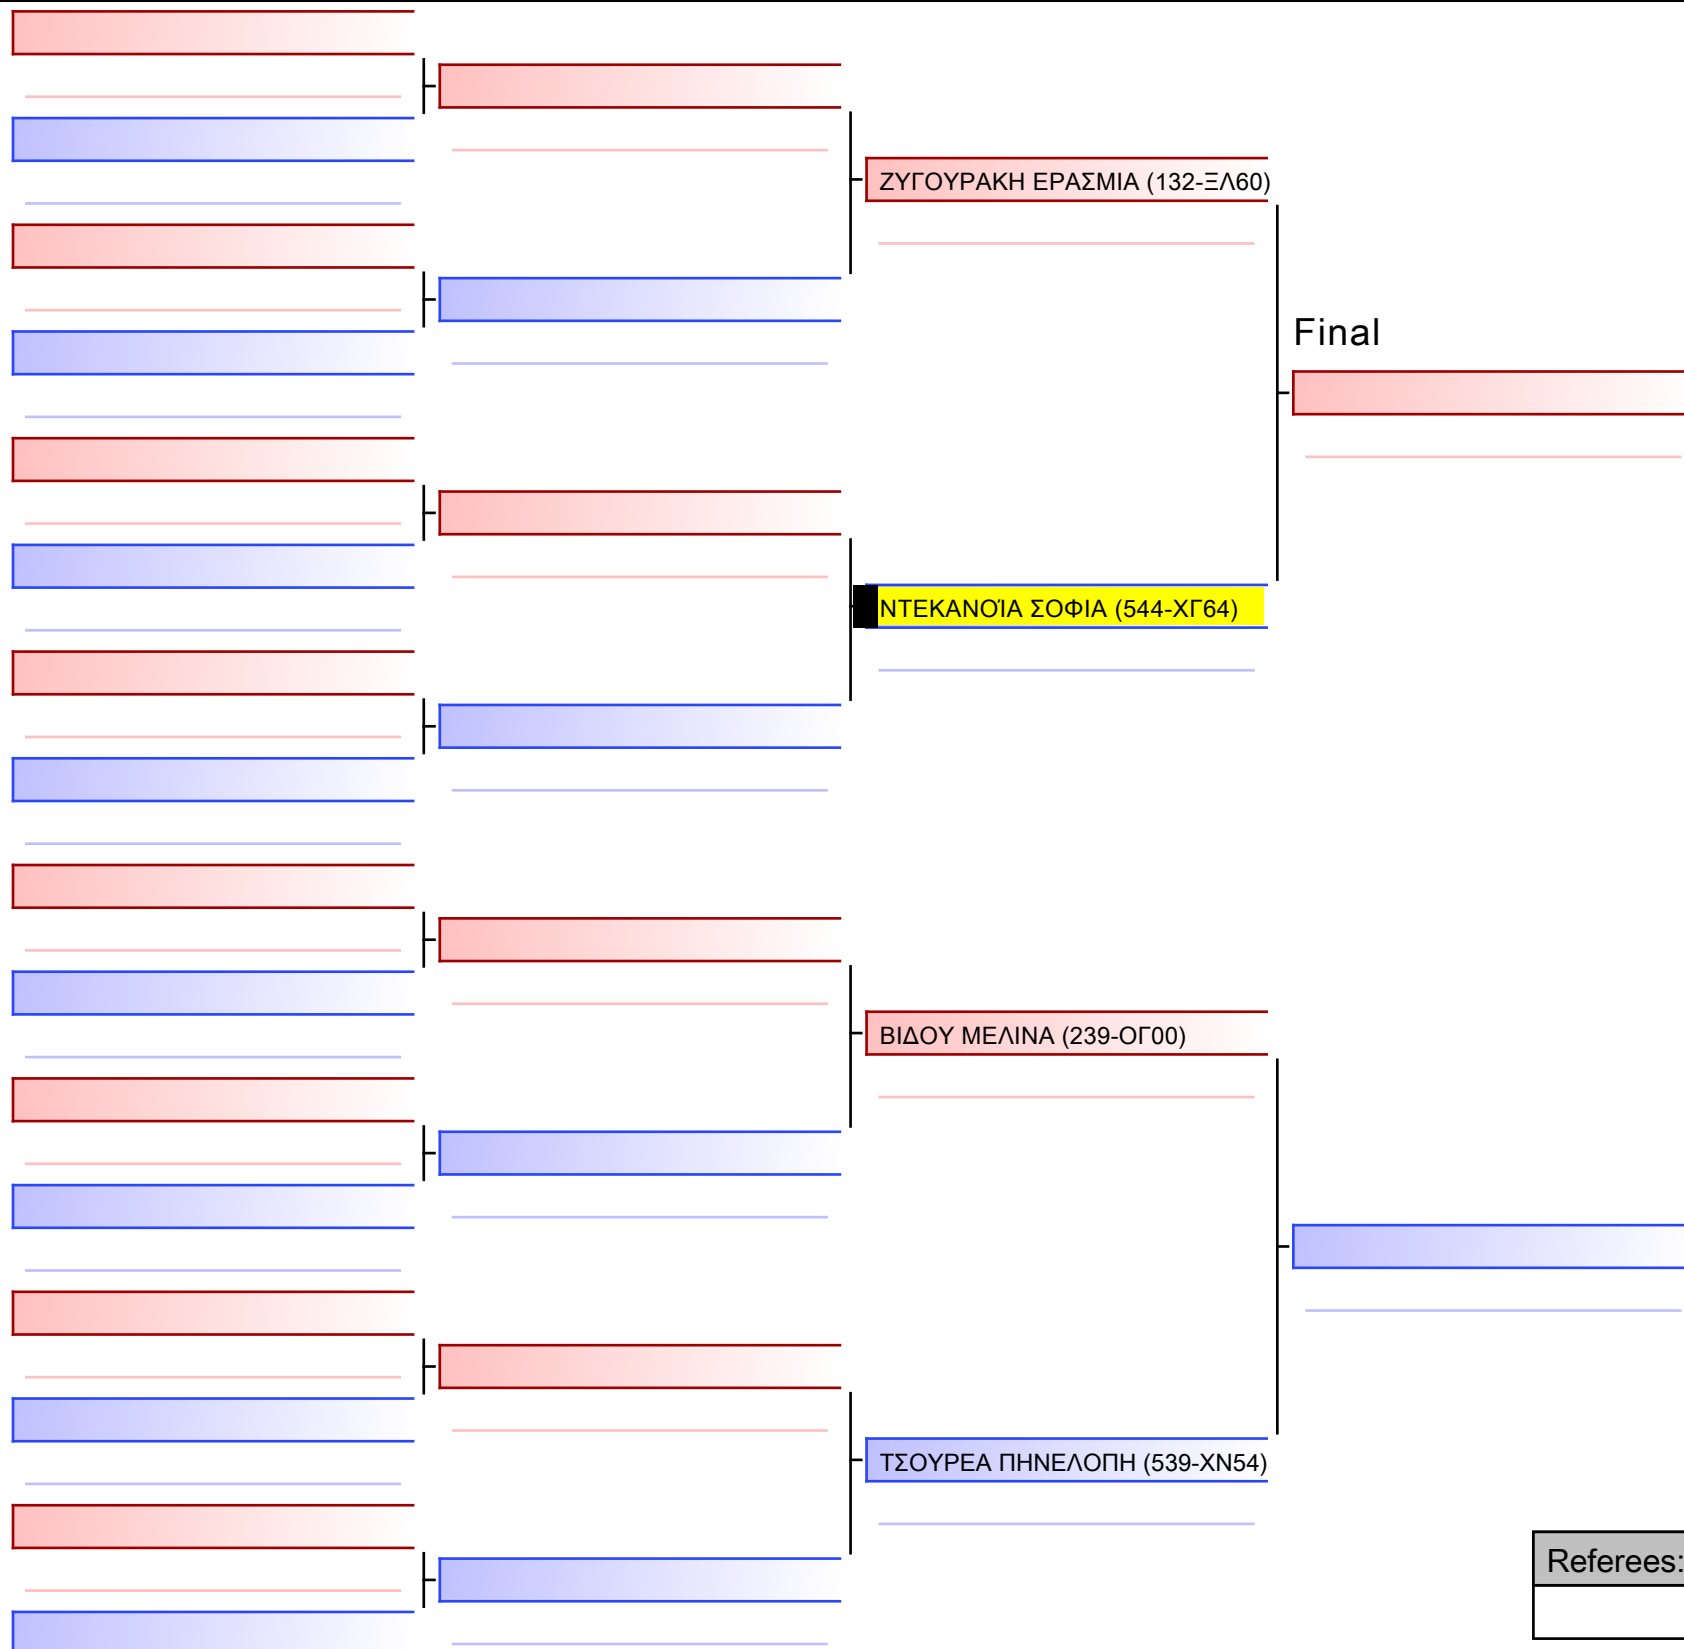 ΖΥΓΟΥΡΑΚΗ ΕΡΑΣΜΙΑ (132-ΞΛ60)
Final
ΝΤΕΚΑΝΟΪΑ ΣΟΦΙΑ (544-ΧΓ64)
ΒΙΔΟΥ ΜΕΛΙΝΑ (239-ΟΓ00)
ΤΣΟΥΡΕΑ ΠΗΝΕΛΟΠΗ (539-ΧΝ54)
Referees: